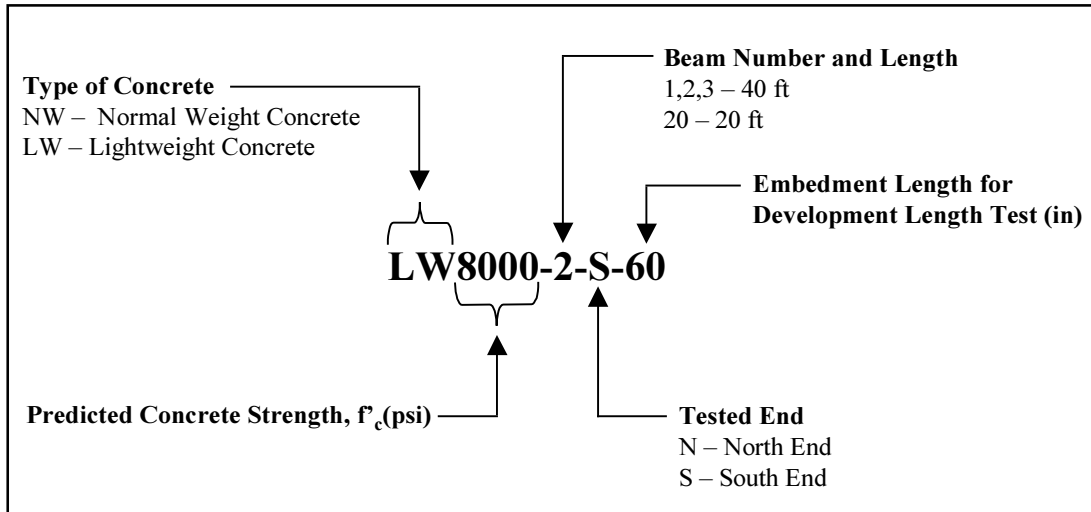 Type of Concrete
NW – Normal Weight Concrete
LW – Lightweight Concrete
Beam Number and Length
1,2,3 – 40 ft
20 – 20 ft
Embedment Length for
Development Length Test (in)
LW8000-2-S-60
Predicted Concrete Strength, f'c(psi)
Tested End
N – North End
S – South End